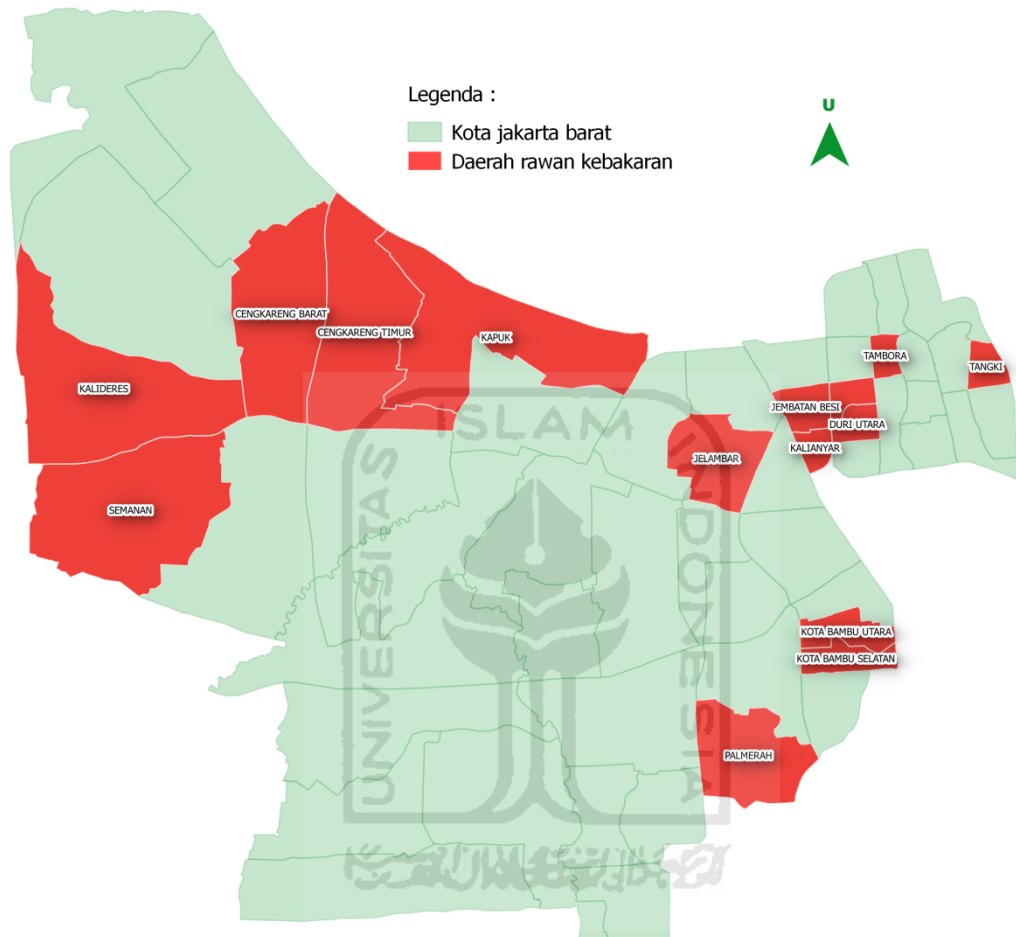 Legenda :
U
Kota jakarta barat
Daerah rawan kebakaran
CENGKARENG BARAT
CENGKARENG TIMUR
KAPUK
TAMBORA
TANGKI
KALIDERES
JEMBATAN BESI
DURI UTARA
KALIANYAR
JELAMBAR
SEMANAN
KOTA BAMBU UTARA
KOTA BAMBU SELATAN
PALMERAH
UNIVERSITAS
ISLAM
INDONESIA